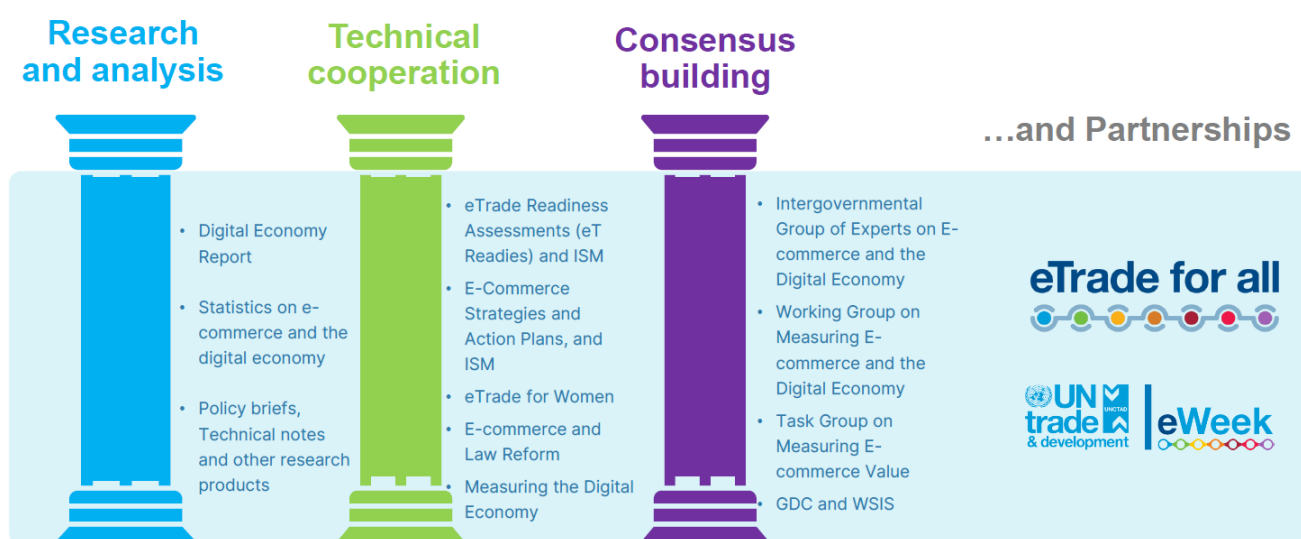 Research
and analysis
Technical
cooperation
Consensus
building
...and Partnerships
• Digital Economy
Report
• Statistics on e-
commerce and the
digital economy
• Policy briefs,
Technical notes
and other research
products
• eTrade Readiness
Assessments (eT
Readies) and ISM
• E-Commerce
Strategies and
Action Plans, and
ISM
• eTrade for Women
• E-commerce and
Law Reform
• Measuring the Digital
Economy
• Intergovernmental
Group of Experts on E-
commerce and the
Digital Economy
• Working Group on
Measuring E-
commerce and the
Digital Economy
• Task Group on
Measuring E-
commerce Value
• GDC and WSIS
eTrade for all
UN
trade
& development
UNCTAD
eWeek